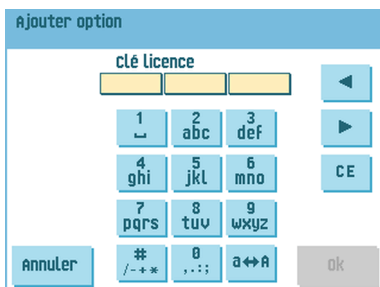 Ajouter option
Clé licence
◄
1 2 3
␣ abc def
►
4 5 6
ghi jkl mno
CE
7 8 9
pqrs tuv wxyz
Annuler
# 0
/-+* ,.:; a↔A
ok